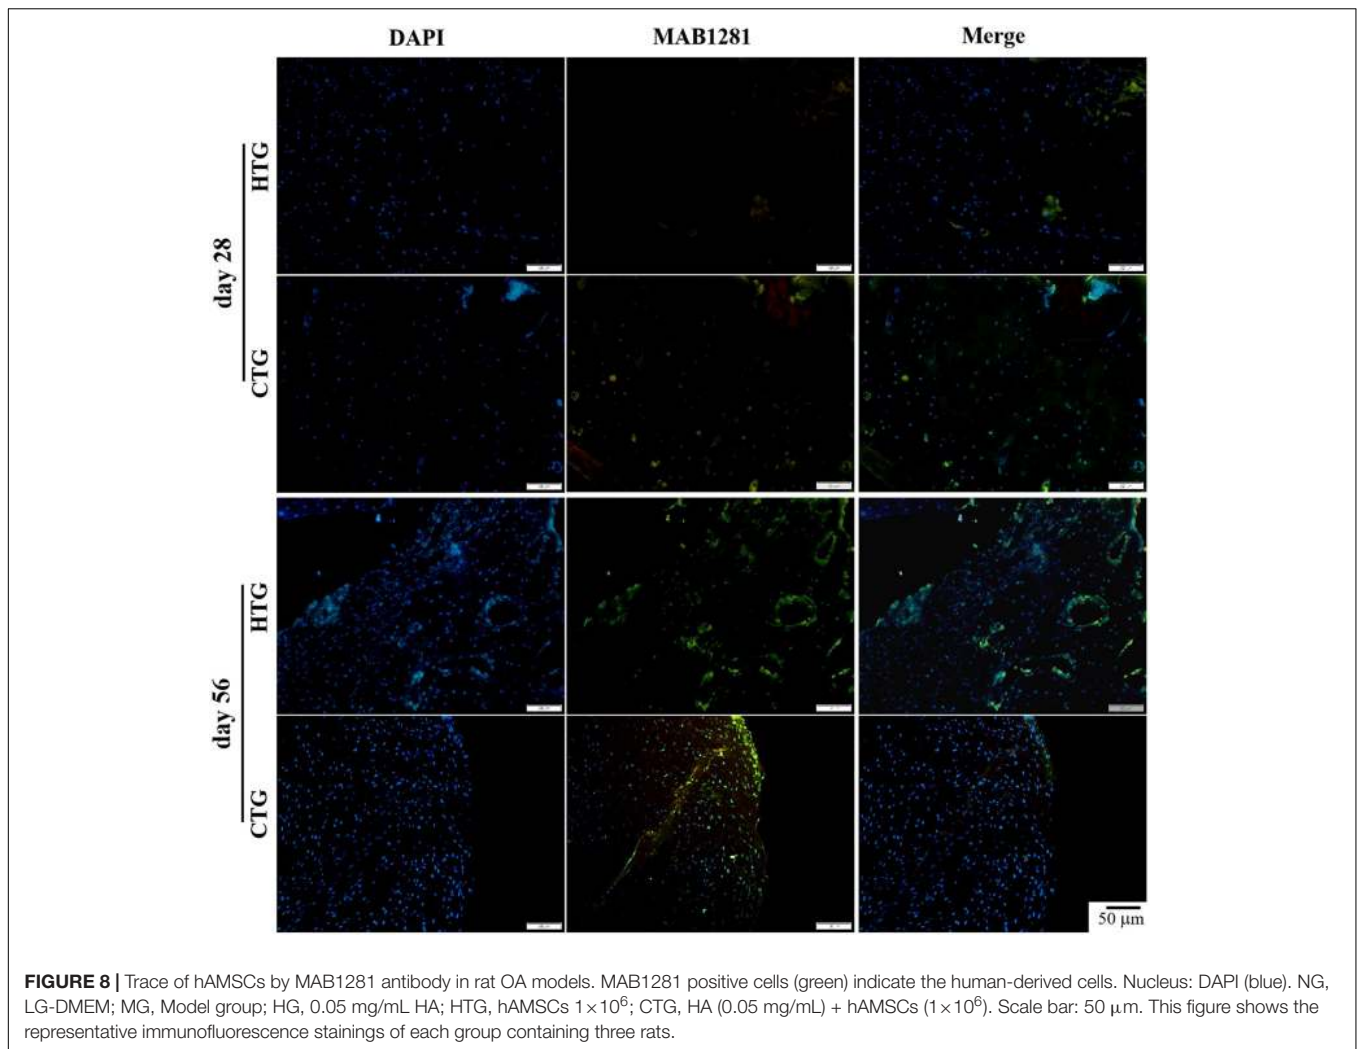 DAPI MAB1281 Merge
day 28
HTG
CTG
day 56
HTG
CTG
50 μm
FIGURE 8 | Trace of hAMSCs by MAB1281 antibody in rat OA models. MAB1281 positive cells (green) indicate the human-derived cells. Nucleus: DAPI (blue). NG,
LG-DMEM; MG, Model group; HG, 0.05 mg/mL HA; HTG, hAMSCs 1×10⁶; CTG, HA (0.05 mg/mL) + hAMSCs (1×10⁶). Scale bar: 50 μm. This figure shows the
representative immunofluorescence stainings of each group containing three rats.